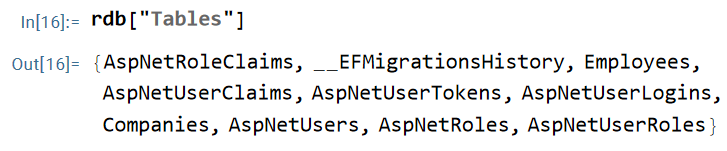 In[16]:= rdb["Tables"]
Out[16]= {AspNetRoleClaims, __EFMigrationsHistory, Employees,
AspNetUserClaims, AspNetUserTokens, AspNetUserLogins,
Companies, AspNetUsers, AspNetRoles, AspNetUserRoles}